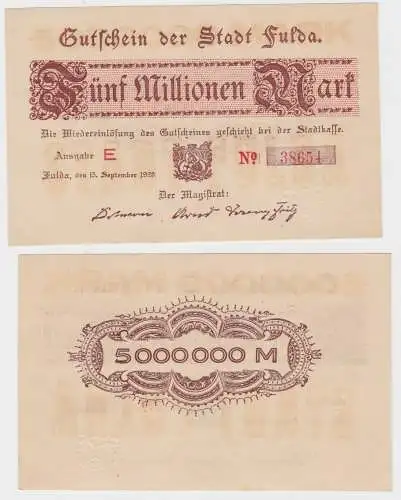 Gutschein der Stadt Fulda.
Fünf Millionen Mark
Die Wiedereinlösung des Gutscheines geschieht bei der Stadtkasse.
Ausgabe E No 38654
Fulda, den 15. September 1923
Der Magistrat:
5000000 M